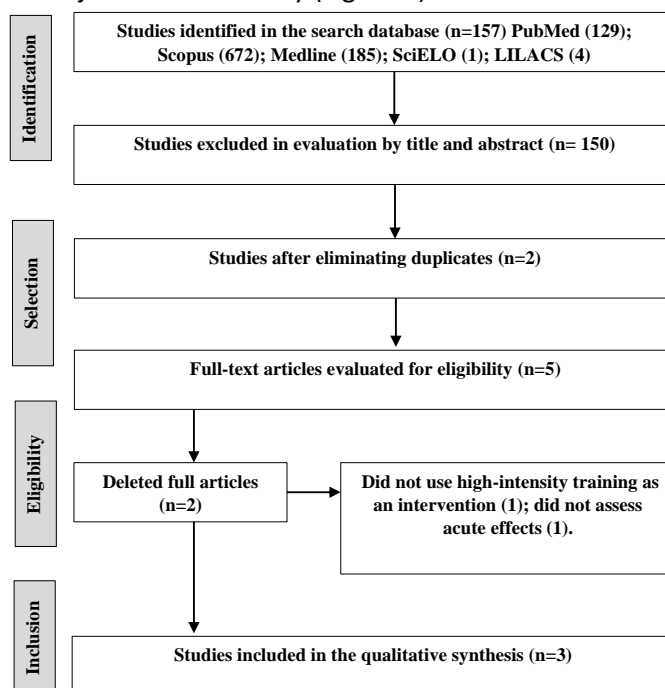 Studies identified in the search database (n=157) PubMed (129);
Scopus (672); Medline (185); SciELO (1); LILACS (4)
Identification
Studies excluded in evaluation by title and abstract (n= 150)
Studies after eliminating duplicates (n=2)
Selection
Full-text articles evaluated for eligibility (n=5)
Eligibility
Deleted full articles
(n=2)
Did not use high-intensity training as
an intervention (1); did not assess
acute effects (1).
Inclusion
Studies included in the qualitative synthesis (n=3)